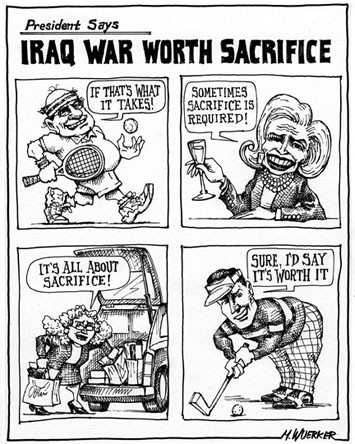 President Says
IRAQ WAR WORTH SACRIFICE
IF THAT'S WHAT
IT TAKES!
SOMETIMES
SACRIFICE IS
REQUIRED!
IT'S ALL ABOUT
SACRIFICE!
SURE, I'D SAY
IT'S WORTH IT
M.WUERKER